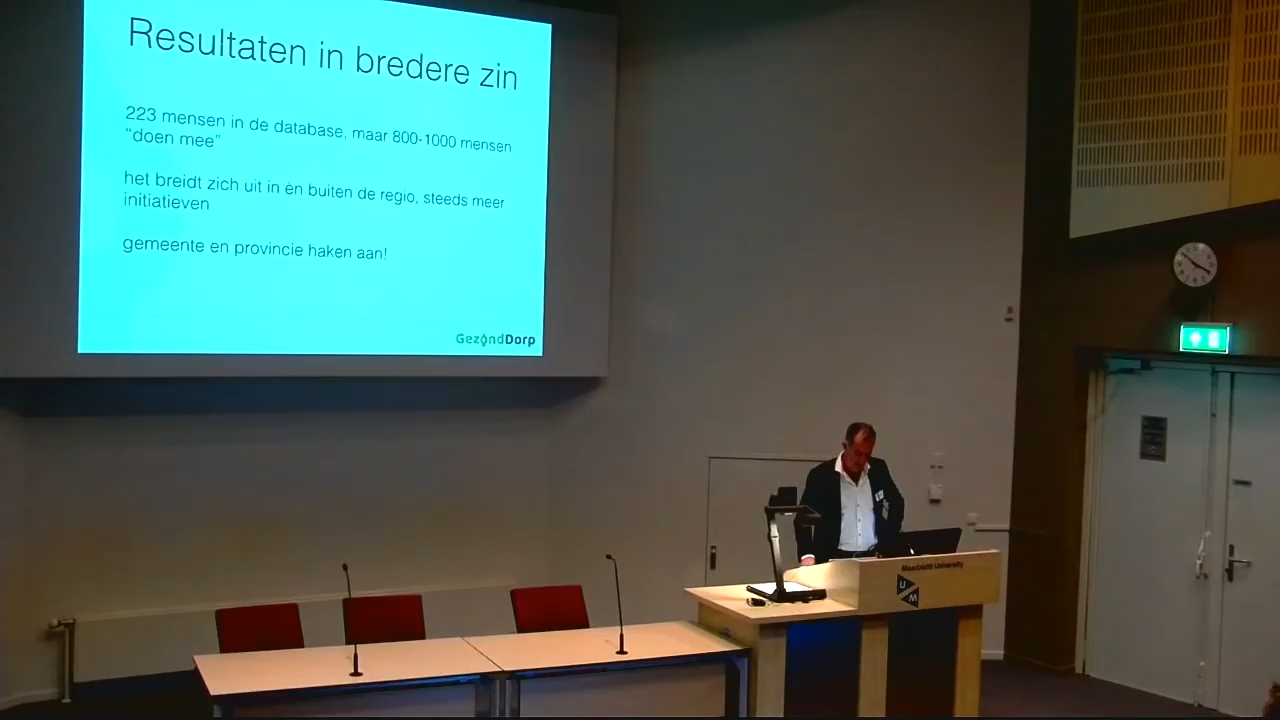 Resultaten in bredere zin
223 mensen in de database, maar 800-1000 mensen
"doen mee"
het breidt zich uit in èn buiten de regio, steeds meer
initiatieven
gemeente en provincie haken aan!
GezondDorp
Maastricht University
U
M